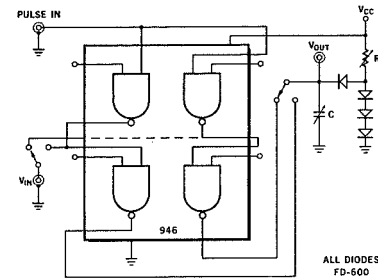 PULSE IN
VCC
VOUT
R
C
VIN
946
ALL DIODES
FD-600